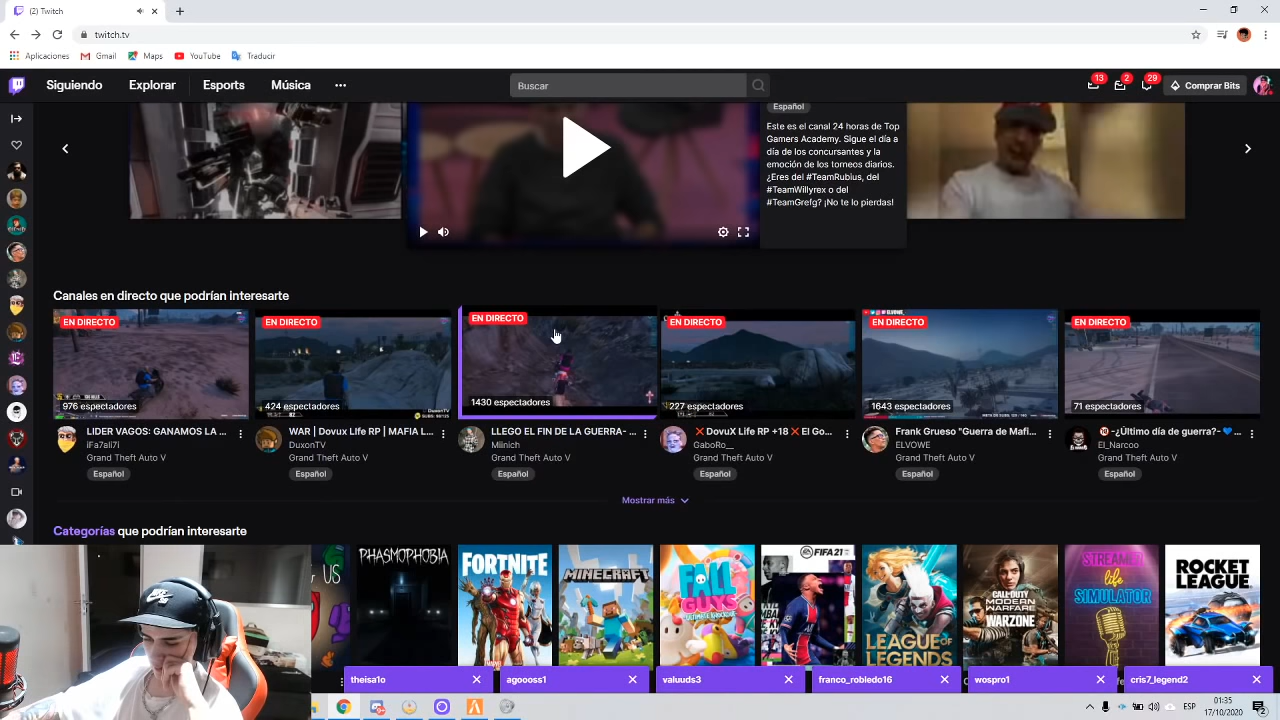 (2) Twitch
twitch.tv
Aplicaciones
Gmail
Maps
YouTube
Traducir
Siguiendo
Explorar
Esports
Música
Buscar
13
2
29
Comprar Bits
Español
Este es el canal 24 horas de Top
Gamers Academy. Sigue el día a
día de los concursantes y la
emoción de los torneos diarios.
¿Eres del #TeamRubius, del
#TeamWillyrex o del
#TeamGrefg? ¡No te lo pierdas!
Canales en directo que podrían interesarte
EN DIRECTO
976 espectadores
LIDER VAGOS: GANAMOS LA ...
iFa7ali7i
Grand Theft Auto V
Español
EN DIRECTO
424 espectadores
DuxonTV
WAR | Dovux LIfe RP | MAFIA L...
DuxonTV
Grand Theft Auto V
Español
EN DIRECTO
1430 espectadores
LLEGO EL FIN DE LA GUERRA- ...
Grand Theft Auto V
Español
EN DIRECTO
227 espectadores
❌ DovuX Life RP +18 ❌ El Go...
GaboRo_
Grand Theft Auto V
Español
EN DIRECTO
ELVOWE_
1643 espectadores
Frank Grueso "Guerra de Mafi...
ELVOWE
Grand Theft Auto V
Español
EN DIRECTO
71 espectadores
🔞 -¿Último día de guerra?- 💙...
El_Narcoo
Grand Theft Auto V
Español
Mostrar más
Categorías que podrían interesarte
US
PHASMOPHOBIA
FORTNITE
MINECRAFT
FALL GUYS
ULTIMATE KNOCKOUT
FIFA 21
LEAGUE OF
LEGENDS
CALL OF DUTY
MODERN
WARFARE
WARZONE
STREAMER
life
SIMULATOR
ROCKET
LEAGUE
theisa1o
agoooss1
valuuds3
franco_robledo16
wospro1
cris7_legend2
ESP
01:35
17/10/2020
2